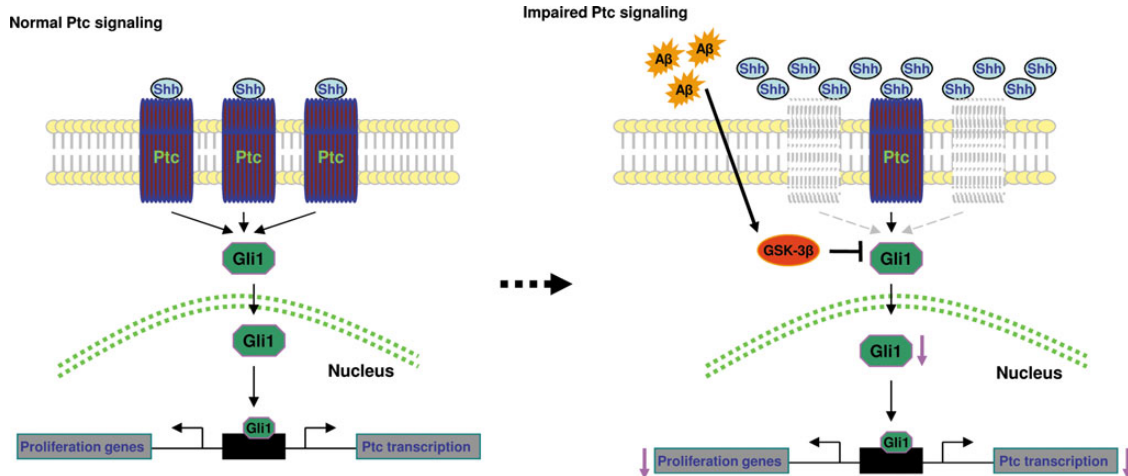 Normal Ptc signaling
Shh Shh Shh
Ptc Ptc Ptc
Gli1
Gli1
Nucleus
Gli1
Proliferation genes
Ptc transcription
Impaired Ptc signaling
Aβ
Aβ
Aβ
Shh Shh Shh Shh Shh Shh
Shh Shh Shh Shh Shh
Ptc
GSK-3β
Gli1
Gli1
Nucleus
Gli1
Proliferation genes
Ptc transcription